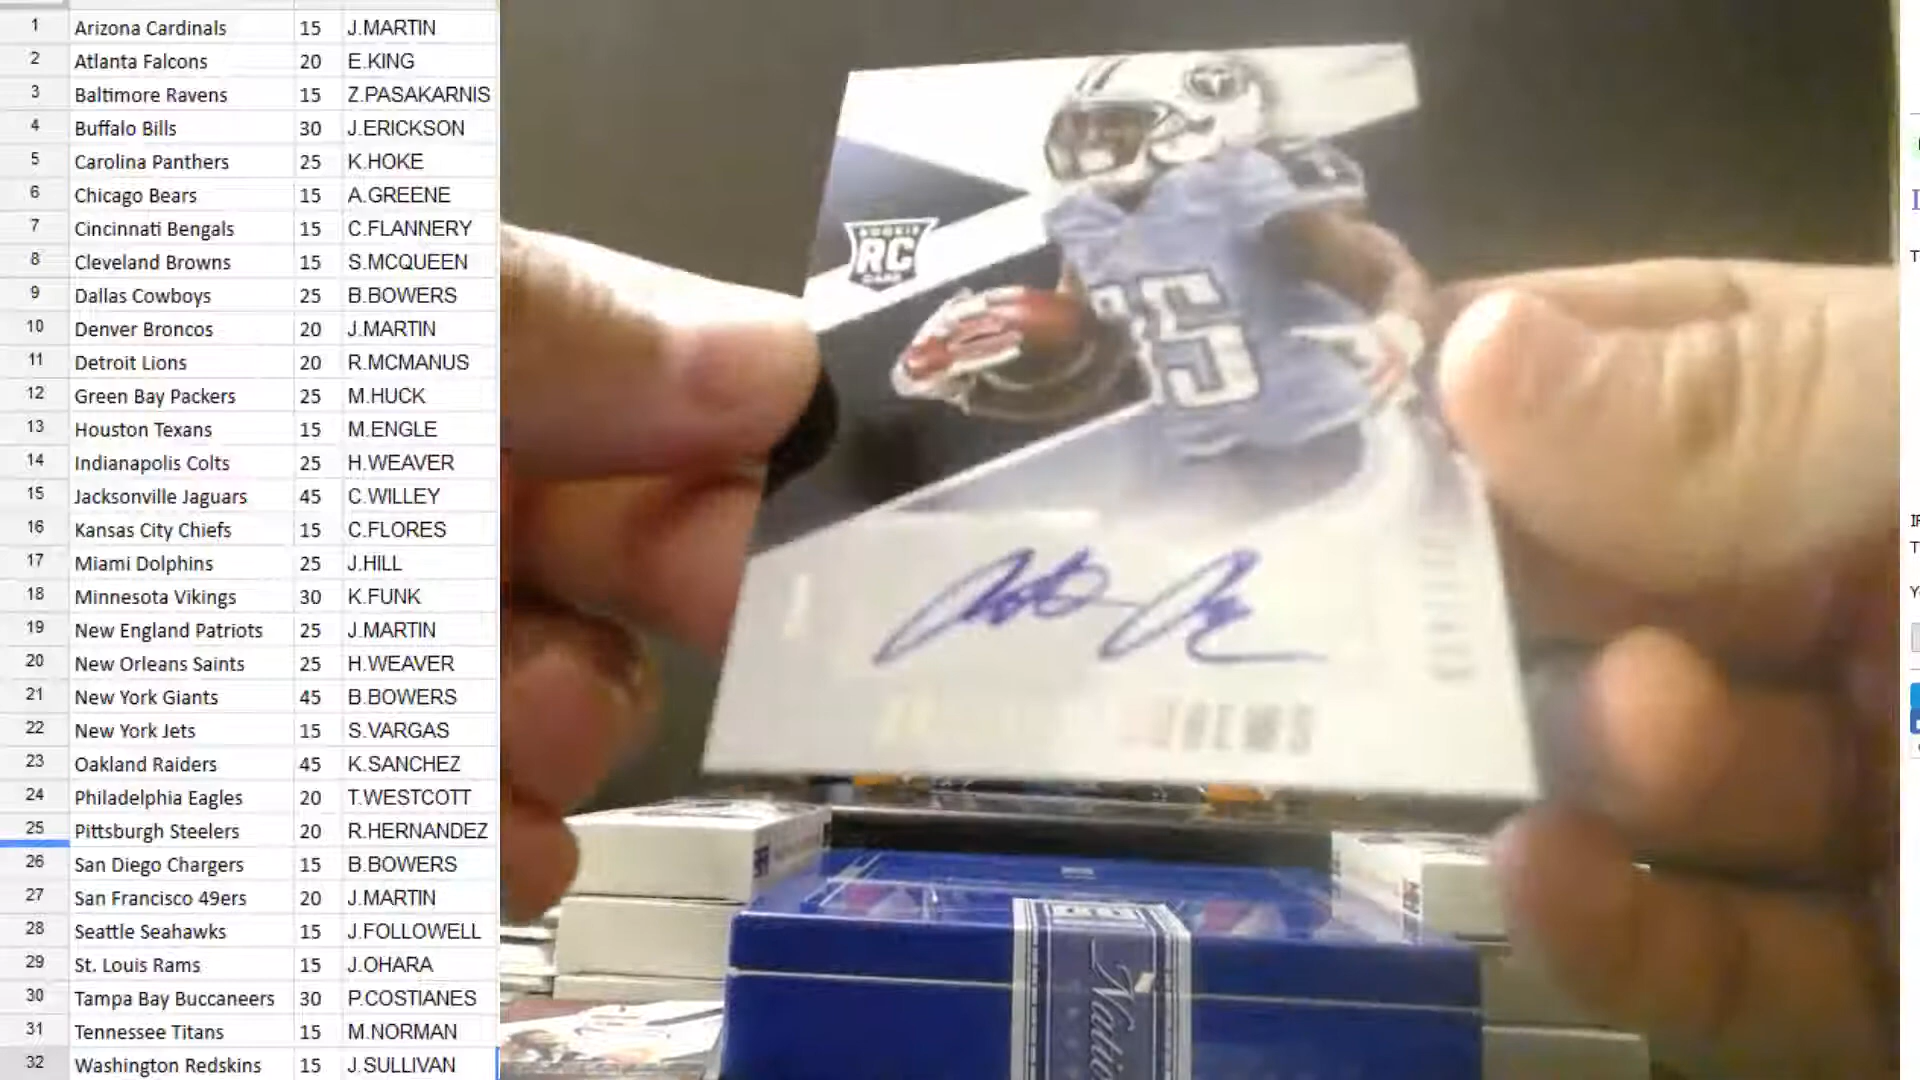 1 Arizona Cardinals 15 J.MARTIN
2 Atlanta Falcons 20 E.KING
3 Baltimore Ravens 15 Z.PASAKARNIS
4 Buffalo Bills 30 J.ERICKSON
5 Carolina Panthers 25 K.HOKE
6 Chicago Bears 15 A.GREENE
7 Cincinnati Bengals 15 C.FLANNERY
8 Cleveland Browns 15 S.MCQUEEN
9 Dallas Cowboys 25 B.BOWERS
10 Denver Broncos 20 J.MARTIN
11 Detroit Lions 20 R.MCMANUS
12 Green Bay Packers 25 M.HUCK
13 Houston Texans 15 M.ENGLE
14 Indianapolis Colts 25 H.WEAVER
15 Jacksonville Jaguars 45 C.WILLEY
16 Kansas City Chiefs 15 C.FLORES
17 Miami Dolphins 25 J.HILL
18 Minnesota Vikings 30 K.FUNK
19 New England Patriots 25 J.MARTIN
20 New Orleans Saints 25 H.WEAVER
21 New York Giants 45 B.BOWERS
22 New York Jets 15 S.VARGAS
23 Oakland Raiders 45 K.SANCHEZ
24 Philadelphia Eagles 20 T.WESTCOTT
25 Pittsburgh Steelers 20 R.HERNANDEZ
26 San Diego Chargers 15 B.BOWERS
27 San Francisco 49ers 20 J.MARTIN
28 Seattle Seahawks 15 J.FOLLOWELL
29 St. Louis Rams 15 J.OHARA
30 Tampa Bay Buccaneers 30 P.COSTIANES
31 Tennessee Titans 15 M.NORMAN
32 Washington Redskins 15 J.SULLIVAN
ROOKIE
RC
CARD